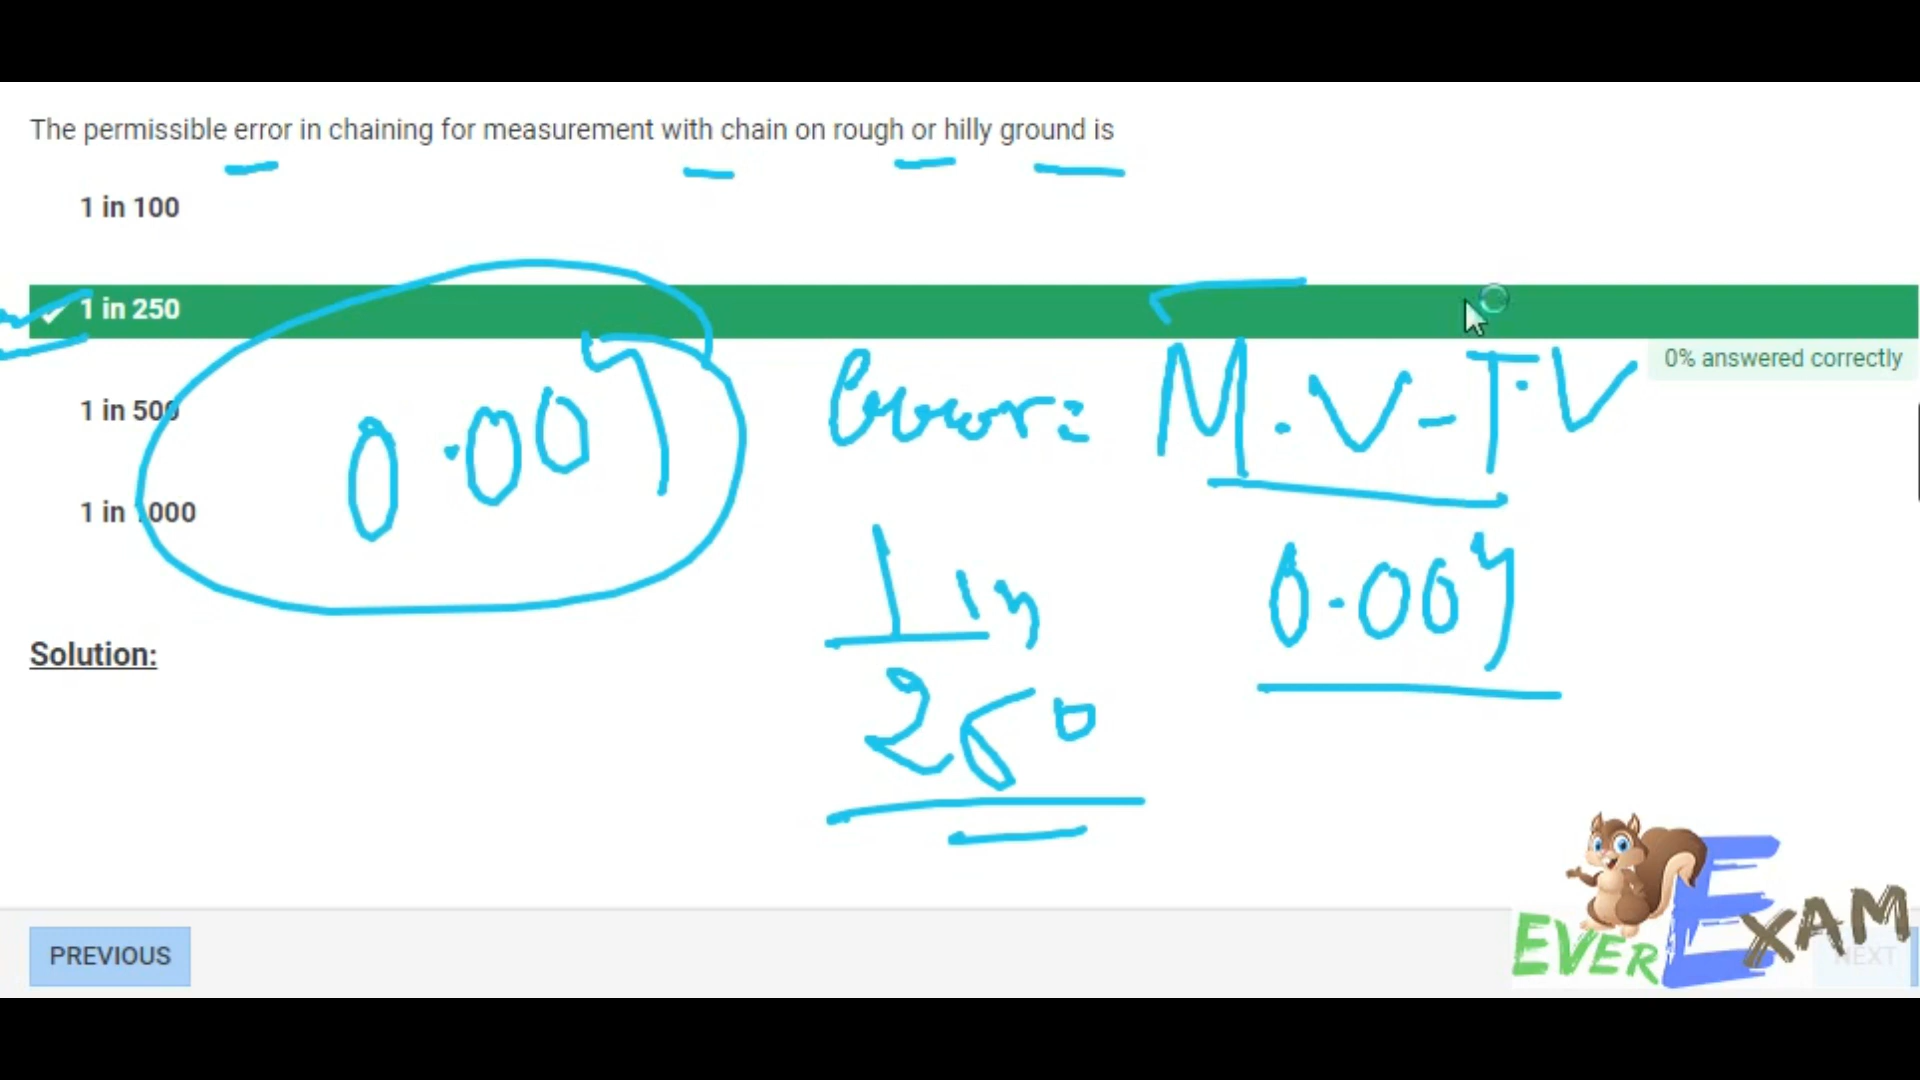 The permissible error in chaining for measurement with chain on rough or hilly ground is
1 in 100
1 in 250
0% answered correctly
1 in 500
0.004
Error = M.V - T.V
1 in 1000
1 in
250
0.004
Solution:
PREVIOUS
EVER EXAM
NEXT